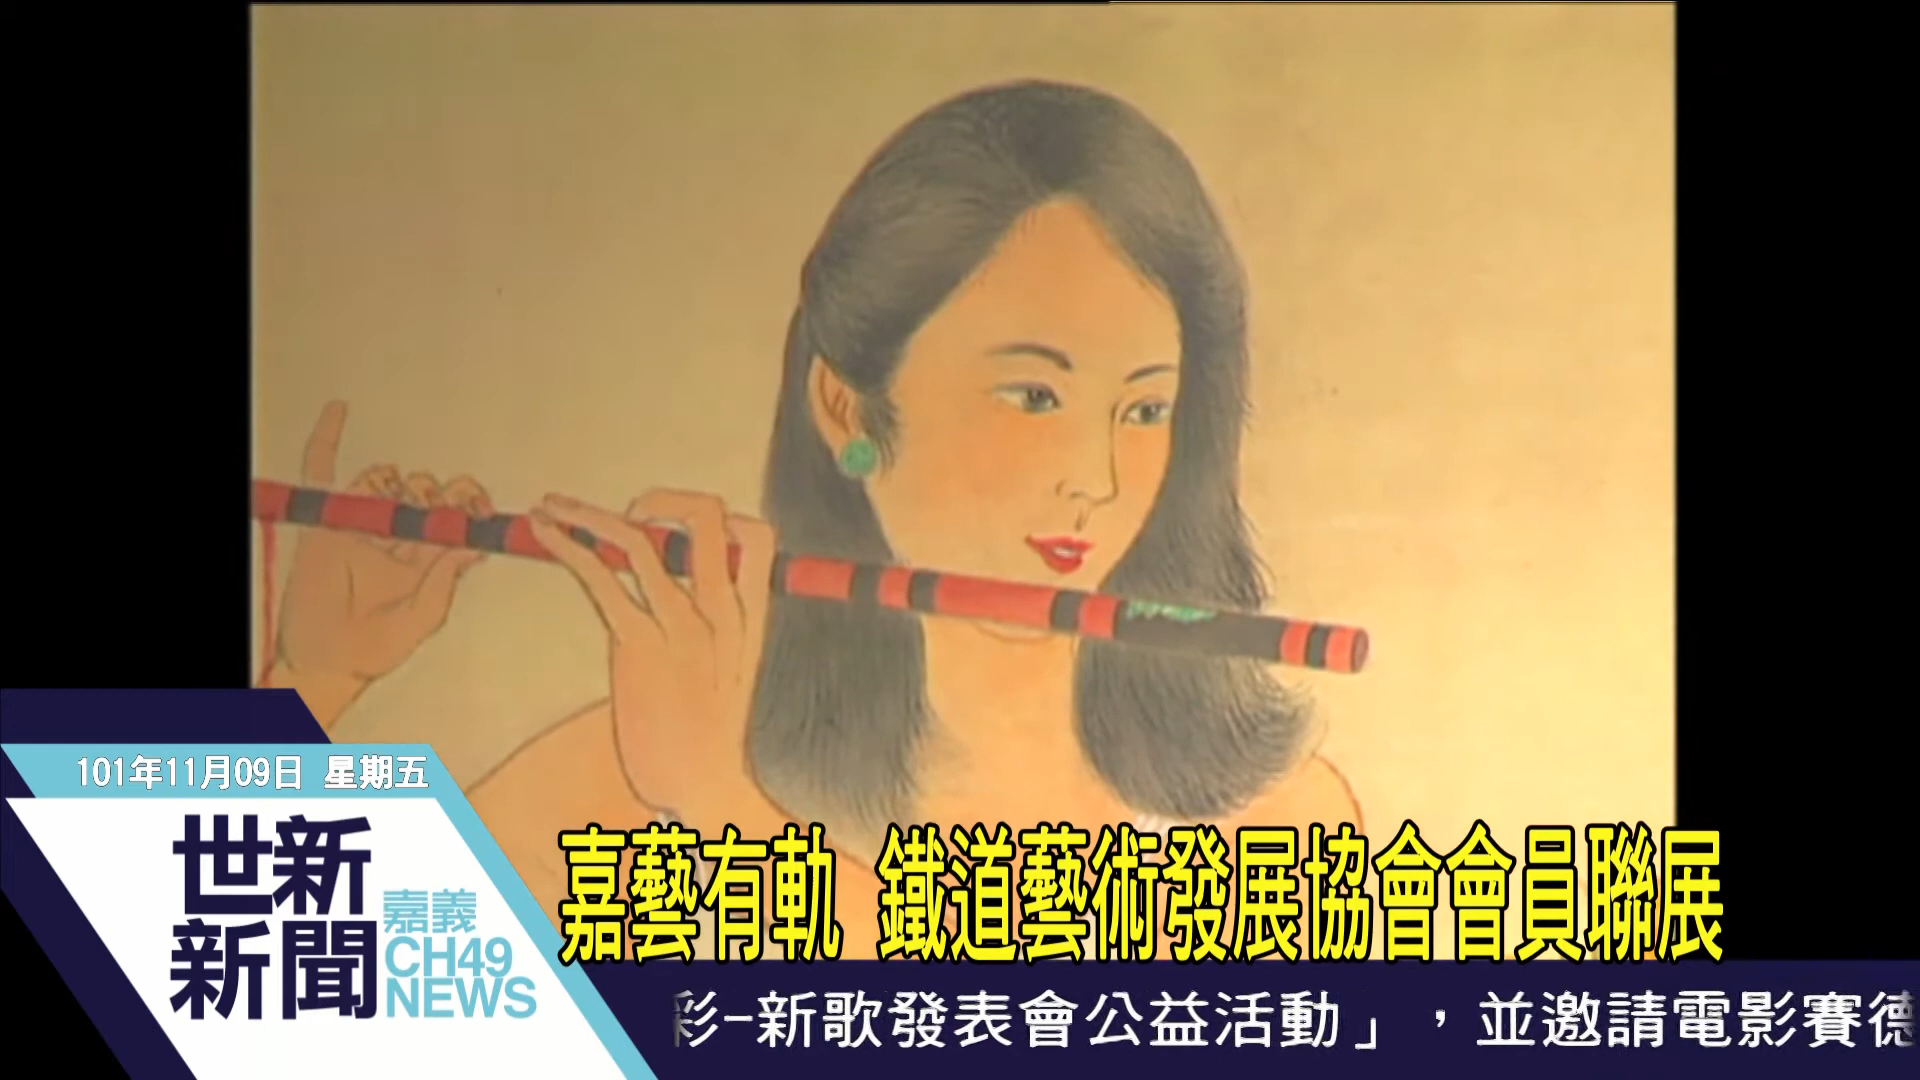 101年11月09日 星期五
世新
新聞
嘉義
CH49
NEWS
嘉藝有軌 鐵道藝術發展協會會員聯展
彩-新歌發表會公益活動」，並邀請電影賽德